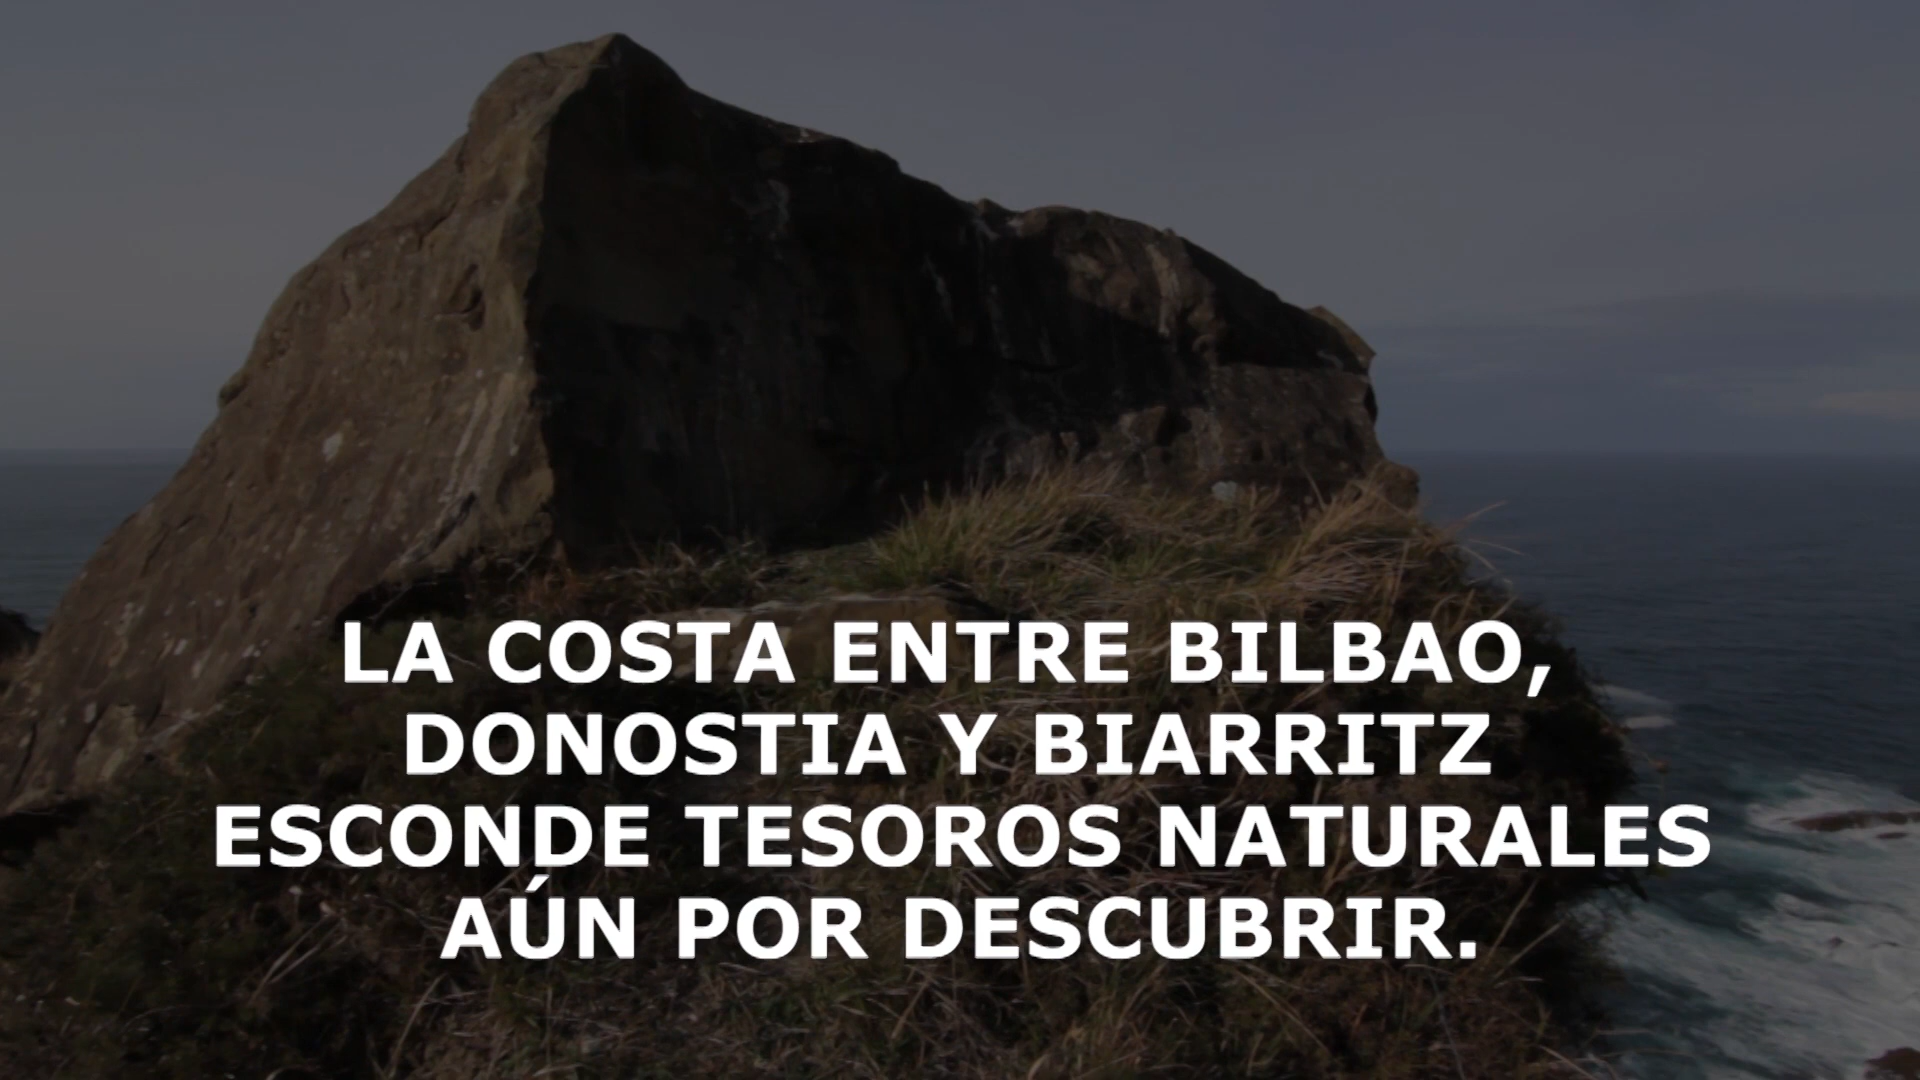 LA COSTA ENTRE BILBAO,
DONOSTIA Y BIARRITZ
ESCONDE TESOROS NATURALES
AÚN POR DESCUBRIR.